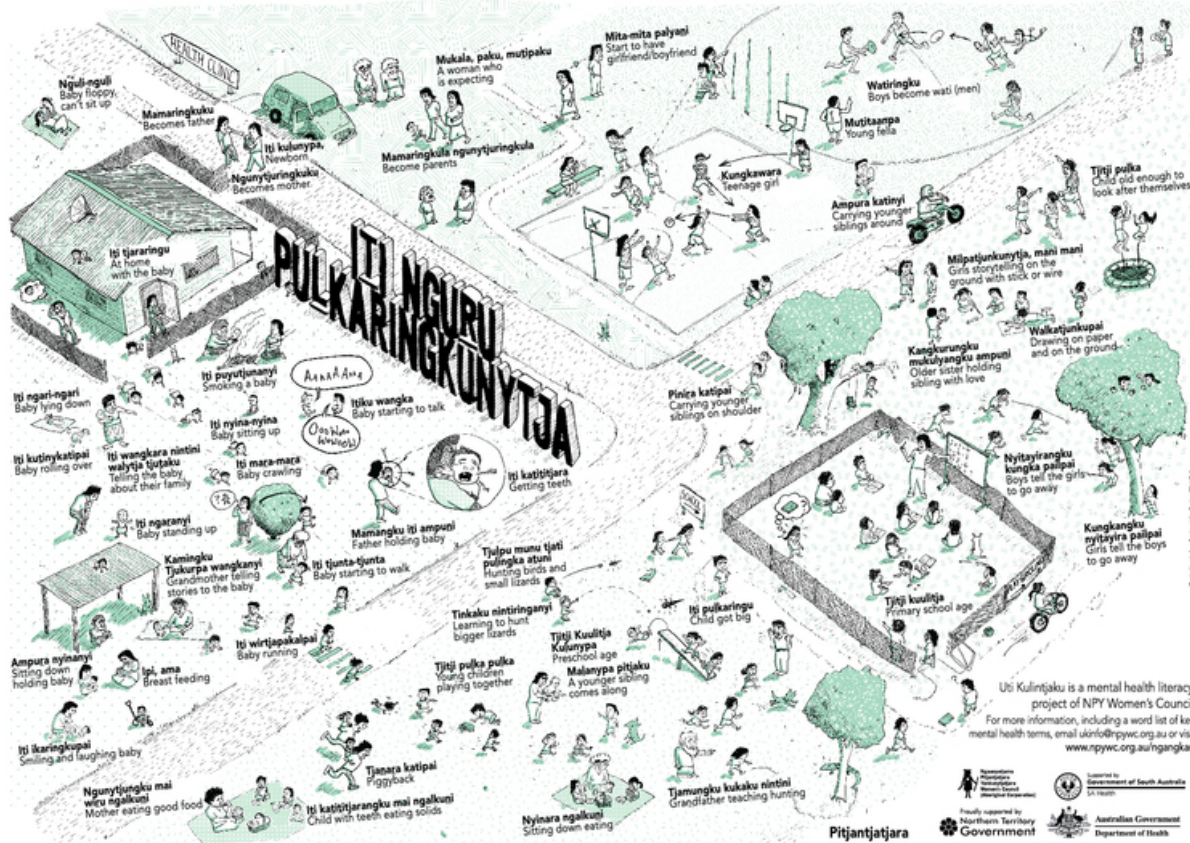 HEALTH CLINIC
Nguli-nguli
Baby floppy,
can't sit up
Mamaringkuku
Becomes father
Iti kulunypa,
Newborn
Ngunytjuringkuku
Becomes mother
Mukala, paku, mutipaku
A woman who
is expecting
Mamaringkula ngunytjuringkula
Become parents
Mita-mita palyani
Start to have
girlfriend/boyfriend
Watiringku
Boys become wati (men)
Mutitaanpa
Young fella
Kungkawara
Teenage girl
Ampura katinyi
Carrying younger
siblings around
Tjitji pulka
Child old enough to
look after themselves
Milpatjunkunytja, mani mani
Girls storytelling on the
ground with stick or wire
Walkatjunkupai
Drawing on paper
and on the ground
Kangkurungku
mukulyangku ampuni
Older sister holding
sibling with love
Pinira katipai
Carrying younger
siblings on shoulder
Iti tjararingu
At home
with the baby
ITI NGURU
PULKARINGKUNYTJA
Iti puyutjunanyi
Smoking a baby
Iti ngari-ngari
Baby lying down
Iti nyina-nyina
Baby sitting up
Itiku wangka
Baby starting to talk
Iti kutinykatipai
Baby rolling over
Iti wangkara nintini
walytja tjutaku
Telling the baby
about their family
Iti mara-mara
Baby crawling
Iti katititjara
Getting teeth
Iti ngaranyi
Baby standing up
Mamangku iti ampuni
Father holding baby
Kamingku
Tjukurpa wangkanyi
Grandmother telling
stories to the baby
Iti tjunta-tjunta
Baby starting to walk
Tjulpu munu tjati
pulingka atuni
Hunting birds and
small lizards
Tinkaku nintiringanyi
Learning to hunt
bigger lizards
SCHOOL
Nyitayirangku
kungka pailpai
Boys tell the girls
to go away
Kungkangku
nyitayira pailpai
Girls tell the boys
to go away
Tjitji kuulitja
Primary school age
Iti pulkaringu
Child got big
Tjitji Kuulitja
Kulunypa
Preschool age
Malanypa pitjaku
A younger sibling
comes along
Tjitji pulka pulka
Young children
playing together
Iti wirtjapakalpai
Baby running
Ampura nyinanyi
Sitting down
holding baby
Ipi, ama
Breast feeding
Iti ikaringkupai
Smiling and laughing baby
Ngunytjungku mai
wiru ngalkuni
Mother eating good food
Tjanara katipai
Piggyback
Iti katititjarangku mai ngalkuni
Child with teeth eating solids
Nyinara ngalkuni
Sitting down eating
Tjamungku kukaku nintini
Grandfather teaching hunting
Pitjantjatjara
Uti Kulintjaku is a mental health literacy
project of NPY Women's Counci
For more information, including a word list of ke
mental health terms, email ukinfo@npywc.org.au or vis
www.npywc.org.au/ngangka
Ngaanyatjarra
Pitjantjatjara
Yankunytjatjara
Women's Council
(Aboriginal Corporation)
Supported by
Government of South Australia
SA Health
Proudly supported by
Northern Territory
Government
Australian Government
Department of Health